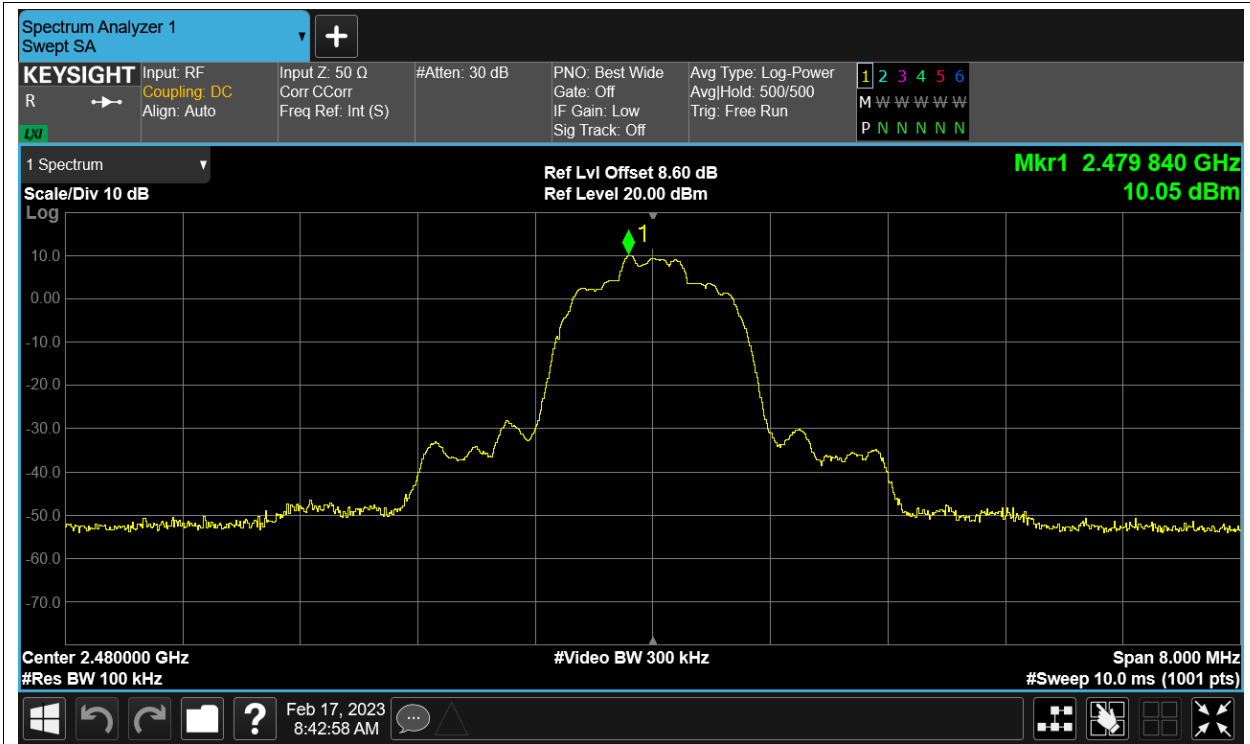 Spectrum Analyzer 1
Swept SA
KEYSIGHT
R
LXI
Input: RF
Coupling: DC
Align: Auto
Input Z: 50 Ω
Corr CCorr
Freq Ref: Int (S)
#Atten: 30 dB
PNO: Best Wide
Gate: Off
IF Gain: Low
Sig Track: Off
Avg Type: Log-Power
Avg|Hold: 500/500
Trig: Free Run
1 2 3 4 5 6
M W W W W W
P N N N N N
1 Spectrum
Scale/Div 10 dB
Log
Ref Lvl Offset 8.60 dB
Ref Level 20.00 dBm
Mkr1 2.479 840 GHz
10.05 dBm
1
10.0
0.00
-10.0
-20.0
-30.0
-40.0
-50.0
-60.0
-70.0
Center 2.480000 GHz
#Video BW 300 kHz
Span 8.000 MHz
#Res BW 100 kHz
#Sweep 10.0 ms (1001 pts)
?
Feb 17, 2023
8:42:58 AM